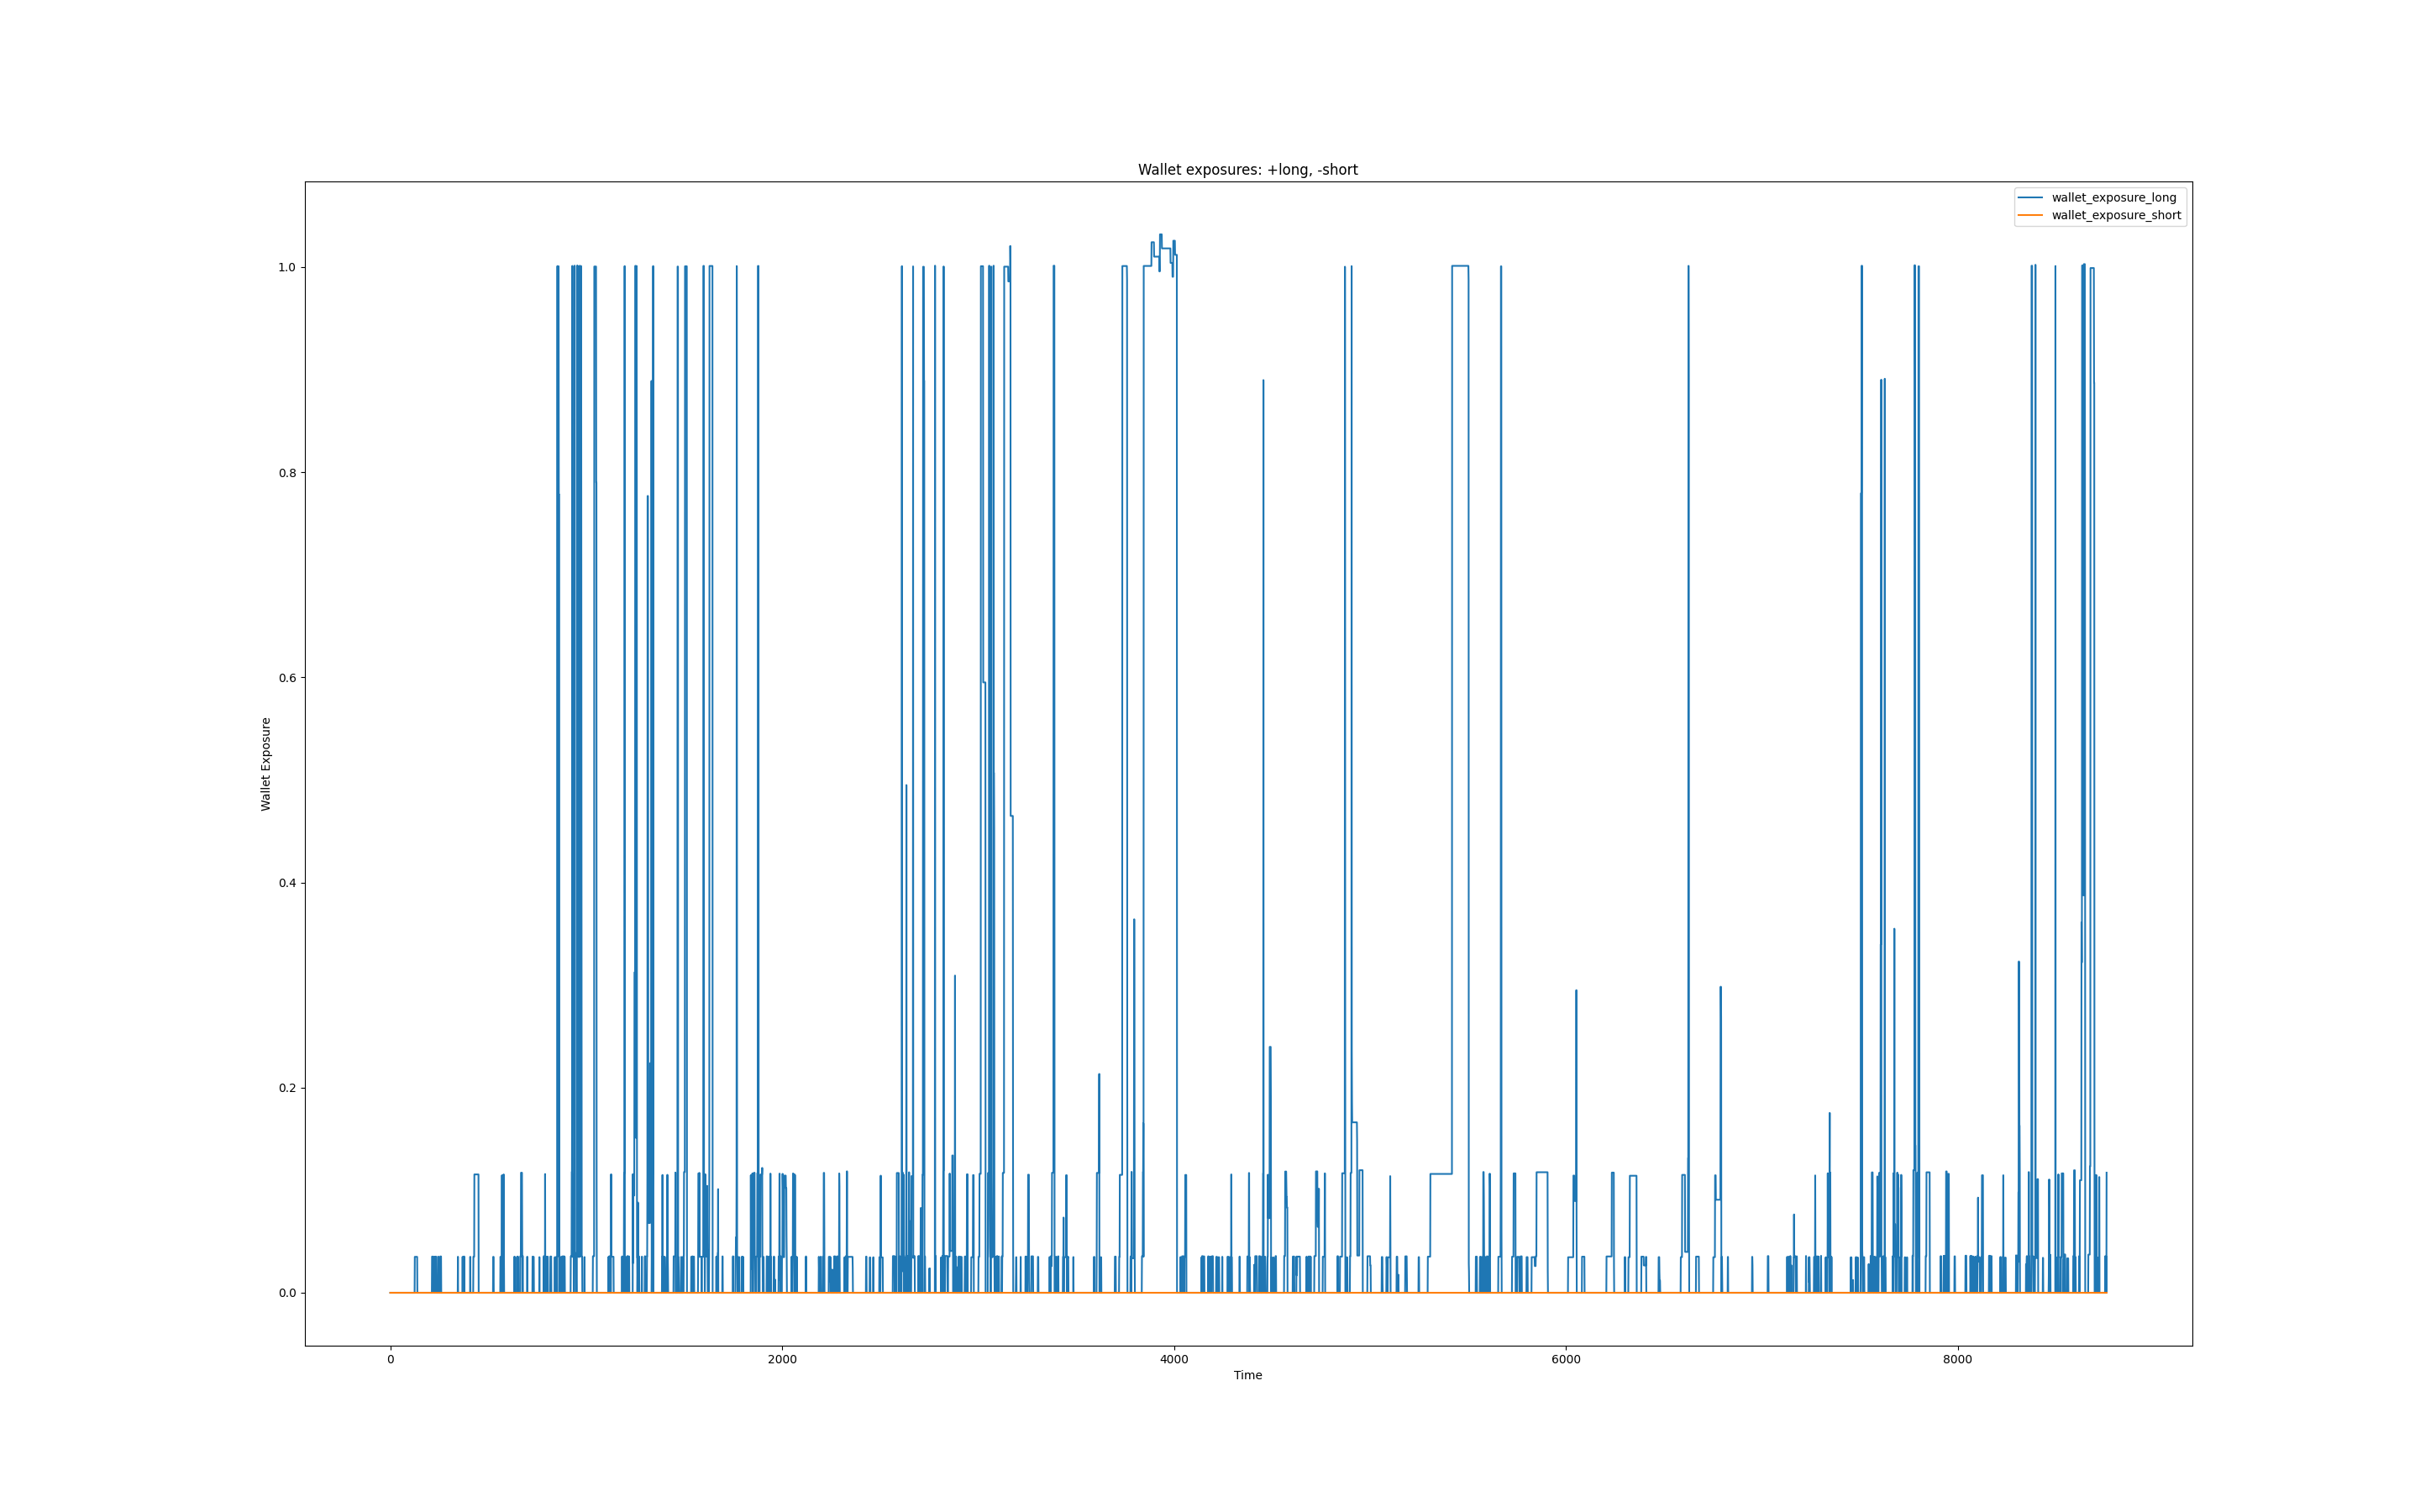 Wallet exposures: +long, -short
wallet_exposure_long
wallet_exposure_short
1.0
0.8
0.6
0.4
0.2
0.0
Wallet Exposure
0 2000 4000 6000 8000
Time